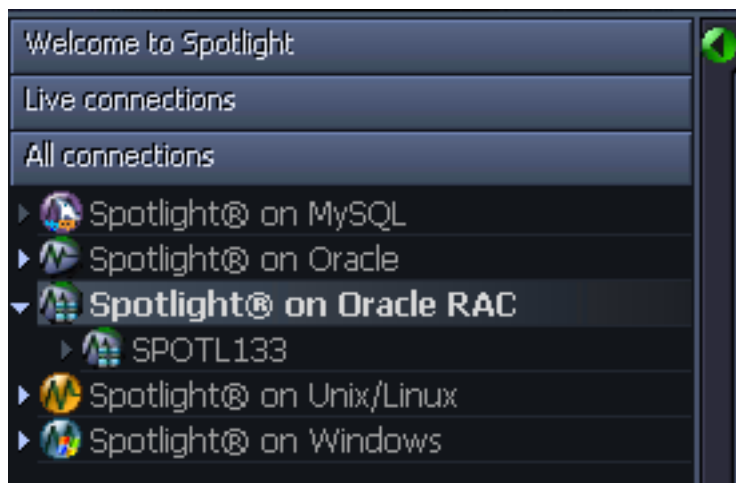 Welcome to Spotlight
Live connections
All connections
Spotlight® on MySQL
Spotlight® on Oracle
Spotlight® on Oracle RAC
SPOTL133
Spotlight® on Unix/Linux
Spotlight® on Windows